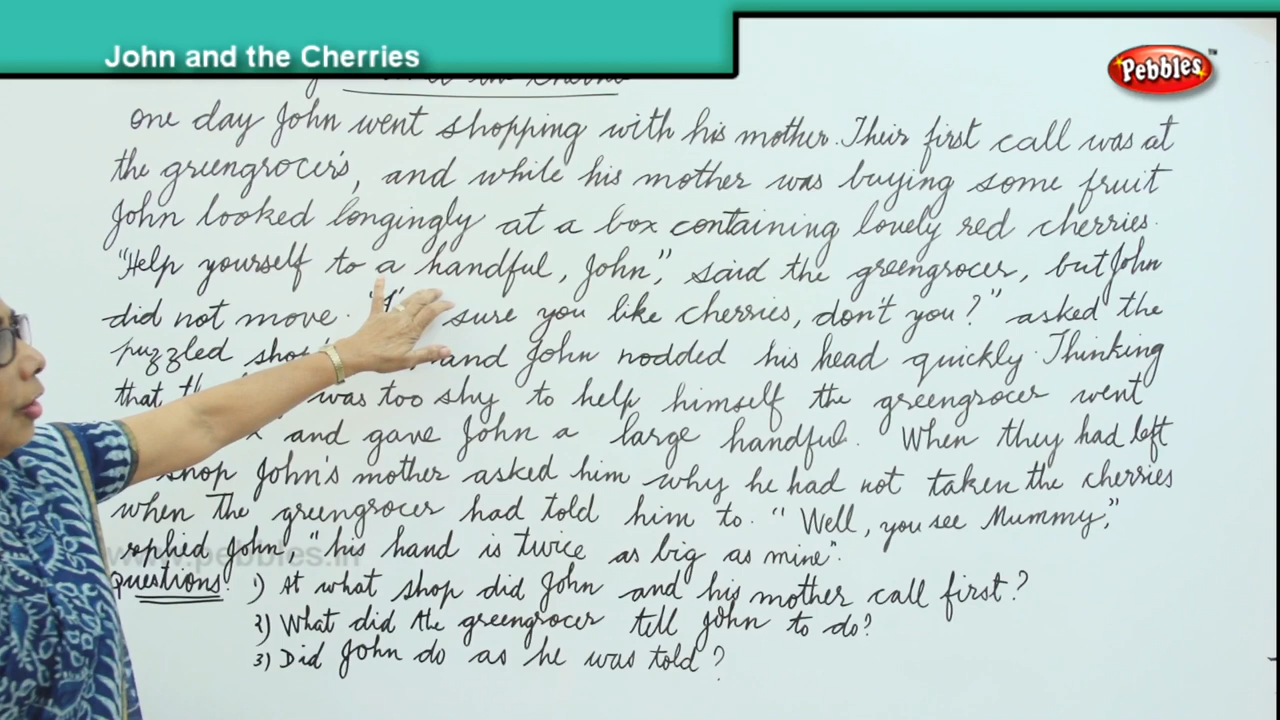 John and the Cherries
Pebbles
TM
one day John went shopping with his mother. Their first call was at
the greengrocer's, and while his mother was buying some fruit
John looked longingly at a box containing lovely red cherries.
"Help yourself to a handful, John", said the greengrocer, but John
did not move. sure you like cherries, don't you?" asked the
puzzled hand John nodded his head quickly. Thinking
that was too shy to help himself the greengrocer went
and gave John a large handful. When they had left
shop John's mother asked him why he had not taken the cherries
when the greengrocer had told him to. "Well, you see Mummy,"
John, "his hand is twice as big as mine".
www.pebbles.in
Questions. 1) At what shop did John and his mother call first?
2) What did the greengrocer tell John to do?
3) Did John do as he was told?